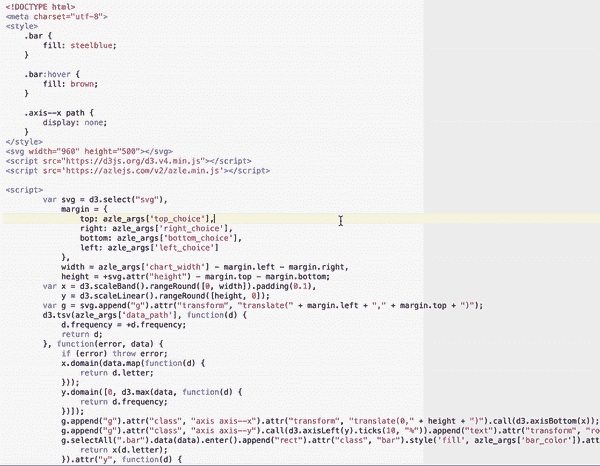 <!DOCTYPE html>
<meta charset="utf-8">
<style>
.bar {
fill: steelblue;
}
.bar:hover {
fill: brown;
}
.axis--x path {
display: none;
}
</style>
<svg width="960" height="500"></svg>
<script src="https://d3js.org/d3.v4.min.js"></script>
<script src='https://azlejs.com/v2/azle.min.js'></script>
<script>
var svg = d3.select("svg"),
margin = {
top: azle_args['top_choice'],
right: azle_args['right_choice'],
bottom: azle_args['bottom_choice'],
left: azle_args['left_choice']
},
width = azle_args['chart_width'] - margin.left - margin.right,
height = +svg.attr("height") - margin.top - margin.bottom;
var x = d3.scaleBand().rangeRound([0, width]).padding(0.1),
y = d3.scaleLinear().rangeRound([height, 0]);
var g = svg.append("g").attr("transform", "translate(" + margin.left + "," + margin.top + ")");
d3.tsv(azle_args['data_path'], function(d) {
d.frequency = +d.frequency;
return d;
}, function(error, data) {
if (error) throw error;
x.domain(data.map(function(d) {
return d.letter;
}));
y.domain([0, d3.max(data, function(d) {
return d.frequency;
})]);
g.append("g").attr("class", "axis axis--x").attr("transform", "translate(0," + height + ")").call(d3.axisBottom(x));
g.append("g").attr("class", "axis axis--y").call(d3.axisLeft(y).ticks(10, "%")).append("text").attr("transform", "ro
g.selectAll(".bar").data(data).enter().append("rect").attr("class", "bar").style('fill', azle_args['bar_color']).att
return x(d.letter);
}).attr("y", function(d) {